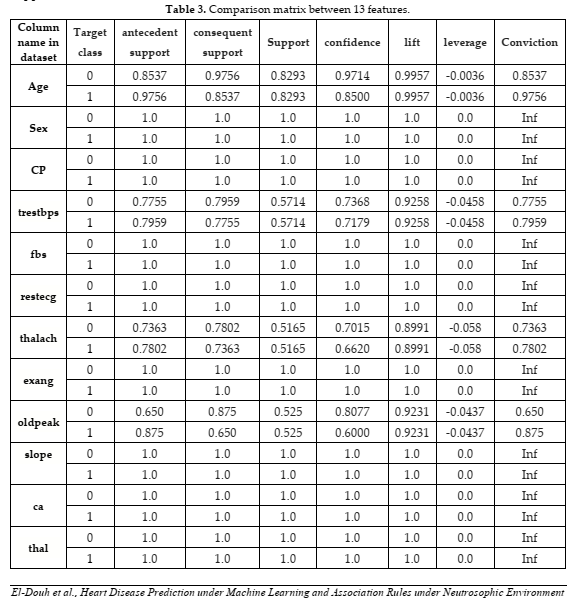 Table 3. Comparison matrix between 13 features.
Column name in dataset Target class antecedent support consequent support Support confidence lift leverage Conviction
Age 0 0.8537 0.9756 0.8293 0.9714 0.9957 -0.0036 0.8537
1 0.9756 0.8537 0.8293 0.8500 0.9957 -0.0036 0.9756
Sex 0 1.0 1.0 1.0 1.0 1.0 0.0 Inf
1 1.0 1.0 1.0 1.0 1.0 0.0 Inf
CP 0 1.0 1.0 1.0 1.0 1.0 0.0 Inf
1 1.0 1.0 1.0 1.0 1.0 0.0 Inf
trestbps 0 0.7755 0.7959 0.5714 0.7368 0.9258 -0.0458 0.7755
1 0.7959 0.7755 0.5714 0.7179 0.9258 -0.0458 0.7959
fbs 0 1.0 1.0 1.0 1.0 1.0 0.0 Inf
1 1.0 1.0 1.0 1.0 1.0 0.0 Inf
restecg 0 1.0 1.0 1.0 1.0 1.0 0.0 Inf
1 1.0 1.0 1.0 1.0 1.0 0.0 Inf
thalach 0 0.7363 0.7802 0.5165 0.7015 0.8991 -0.058 0.7363
1 0.7802 0.7363 0.5165 0.6620 0.8991 -0.058 0.7802
exang 0 1.0 1.0 1.0 1.0 1.0 0.0 Inf
1 1.0 1.0 1.0 1.0 1.0 0.0 Inf
oldpeak 0 0.650 0.875 0.525 0.8077 0.9231 -0.0437 0.650
1 0.875 0.650 0.525 0.6000 0.9231 -0.0437 0.875
slope 0 1.0 1.0 1.0 1.0 1.0 0.0 Inf
1 1.0 1.0 1.0 1.0 1.0 0.0 Inf
ca 0 1.0 1.0 1.0 1.0 1.0 0.0 Inf
1 1.0 1.0 1.0 1.0 1.0 0.0 Inf
thal 0 1.0 1.0 1.0 1.0 1.0 0.0 Inf
1 1.0 1.0 1.0 1.0 1.0 0.0 Inf
El-Douh et al., Heart Disease Prediction under Machine Learning and Association Rules under Neutrosophic Environment